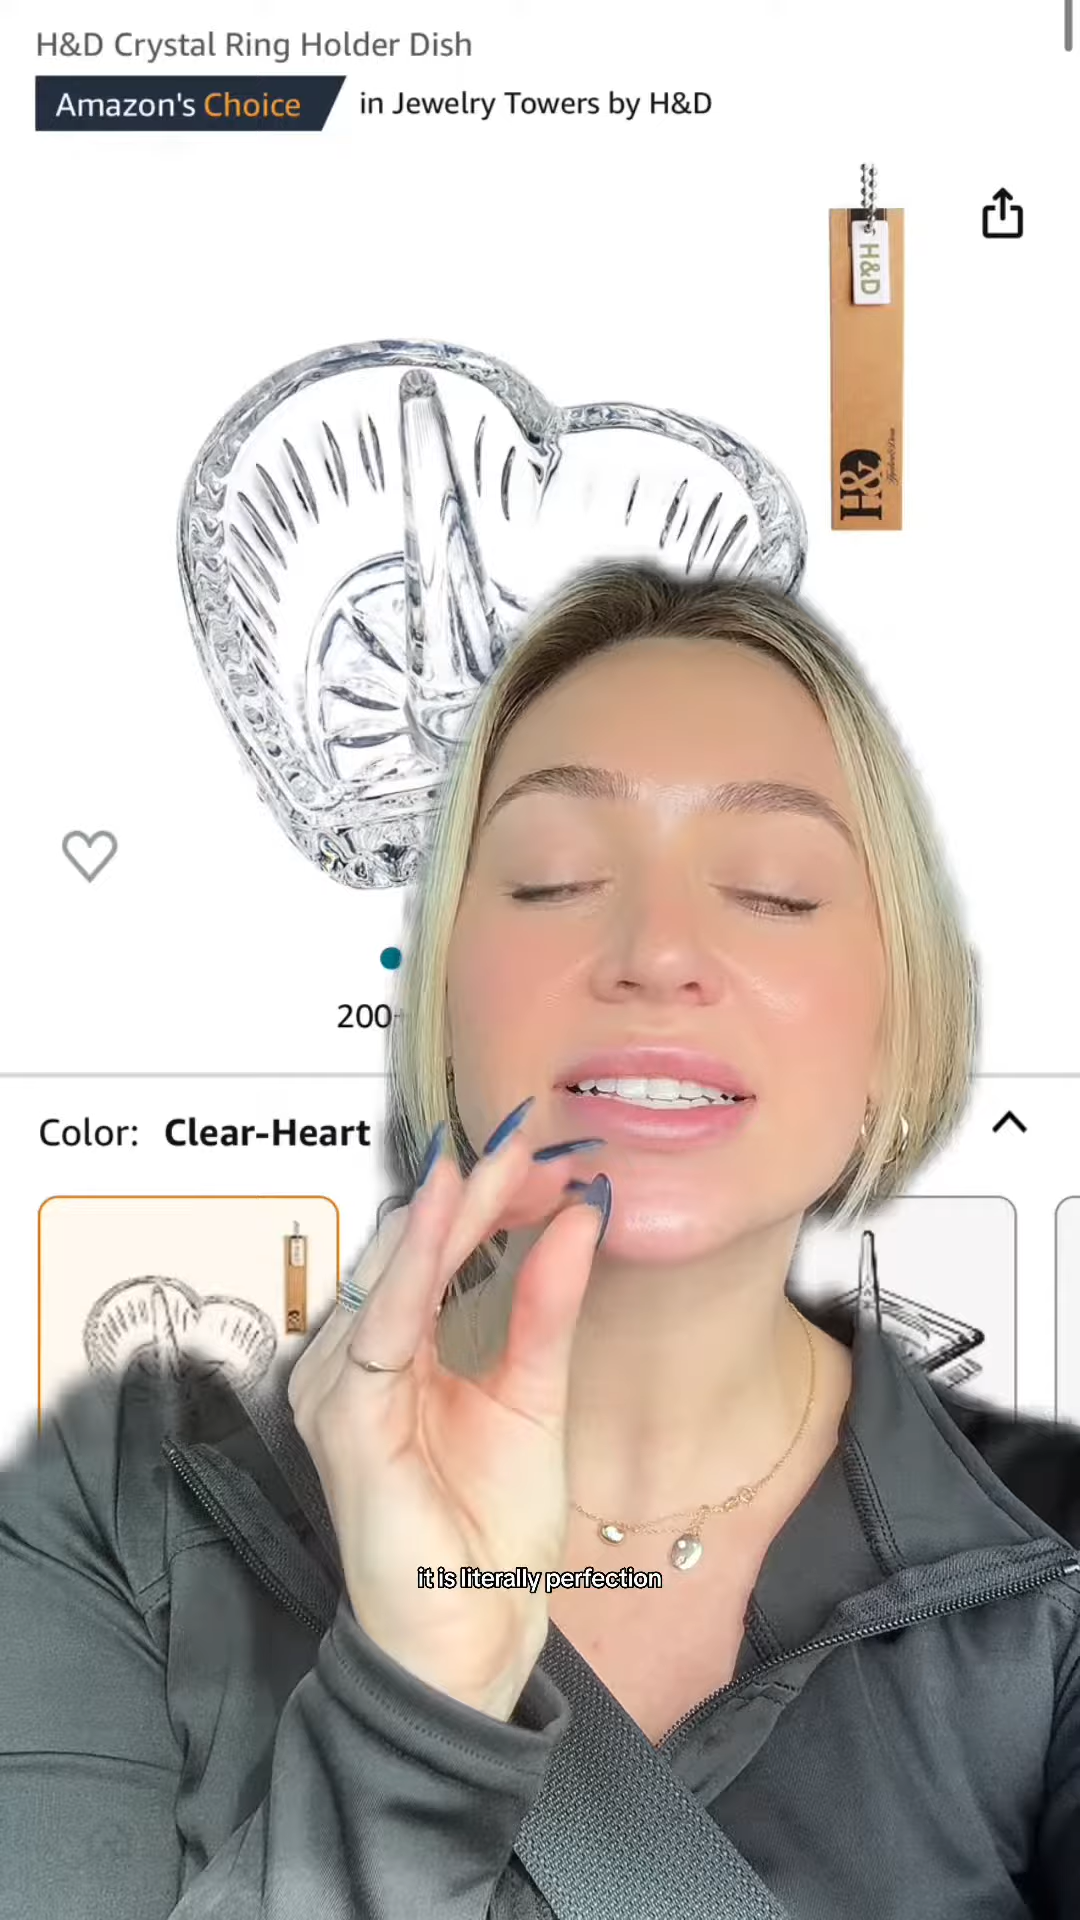 H&D Crystal Ring Holder Dish
Amazon's Choice in Jewelry Towers by H&D
H&D
H&D
200+
Color: Clear-Heart
it is literally perfection